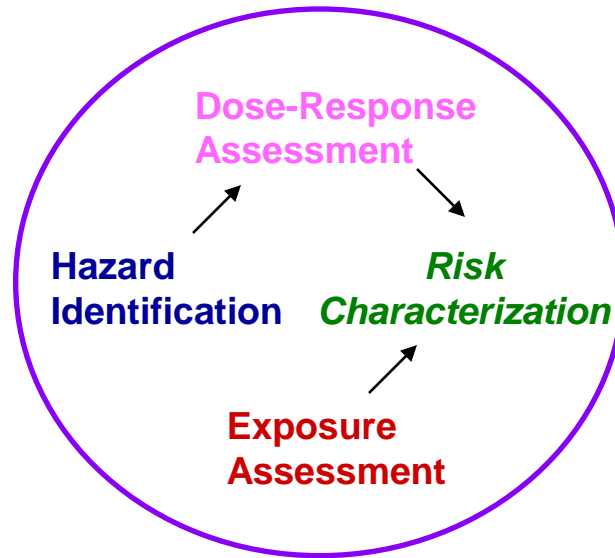 Dose-Response
Assessment
Hazard
Identification
Risk
Characterization
Exposure
Assessment